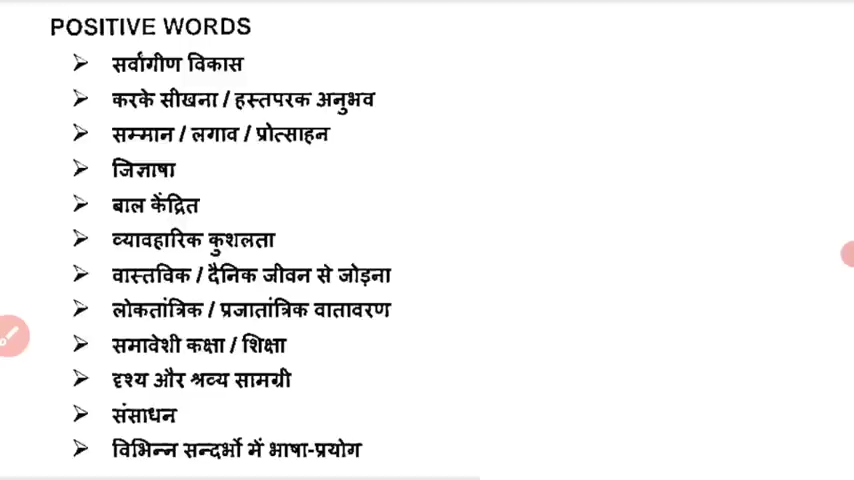 POSITIVE WORDS
➢ सर्वांगीण विकास
➢ करके सीखना / हस्तपरक अनुभव
➢ सम्मान / लगाव / प्रोत्साहन
➢ जिज्ञाषा
➢ बाल केंद्रित
➢ व्यावहारिक कुशलता
➢ वास्तविक / दैनिक जीवन से जोड़ना
➢ लोकतांत्रिक / प्रजातांत्रिक वातावरण
➢ समावेशी कक्षा / शिक्षा
➢ दृश्य और श्रव्य सामग्री
➢ संसाधन
➢ विभिन्न सन्दर्भो में भाषा-प्रयोग